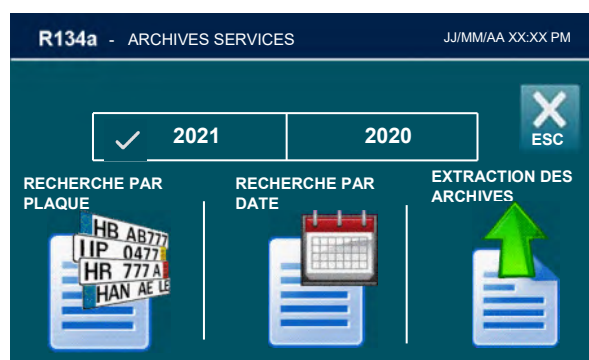 R134a - ARCHIVES SERVICES
JJ/MM/AA XX:XX PM
2021
2020
ESC
RECHERCHE PAR
PLAQUE
RECHERCHE PAR
DATE
EXTRACTION DES
ARCHIVES
HB AB777
IIP 0477
HR 777 A
HAN AE LE